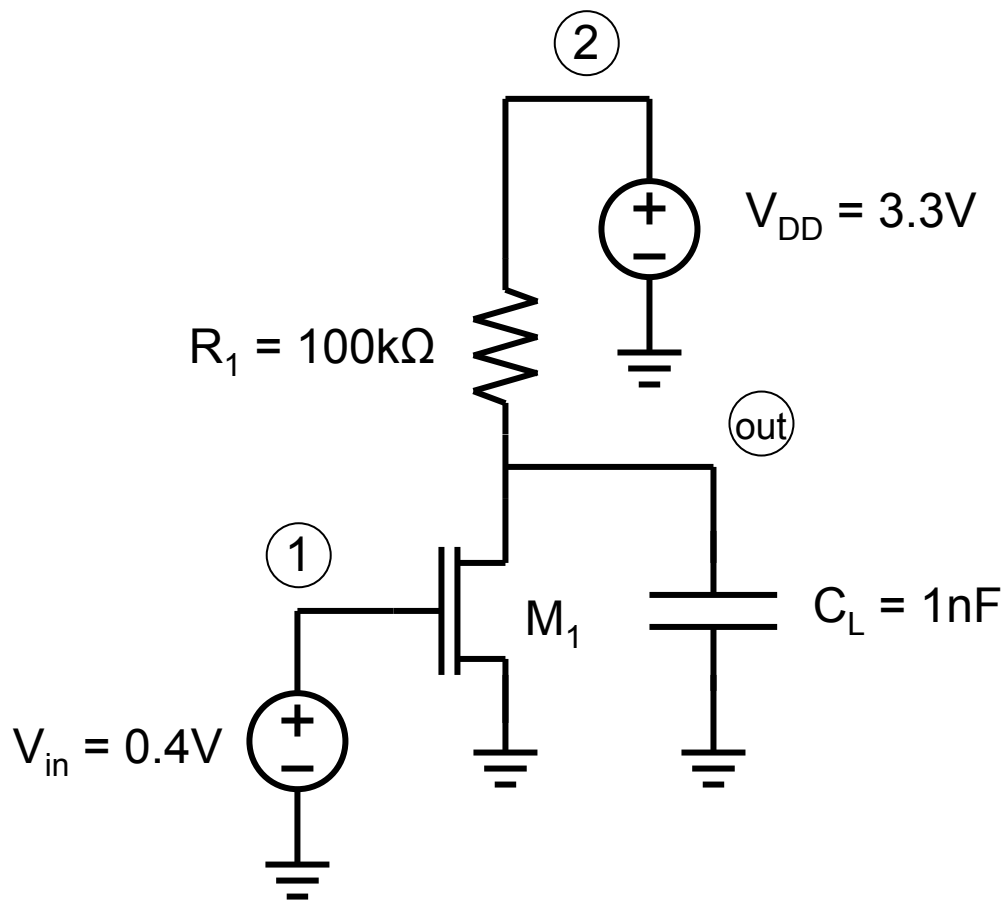 2
+
−
V_DD = 3.3V
R_1 = 100kΩ
out
1
M_1
C_L = 1nF
V_in = 0.4V
+
−